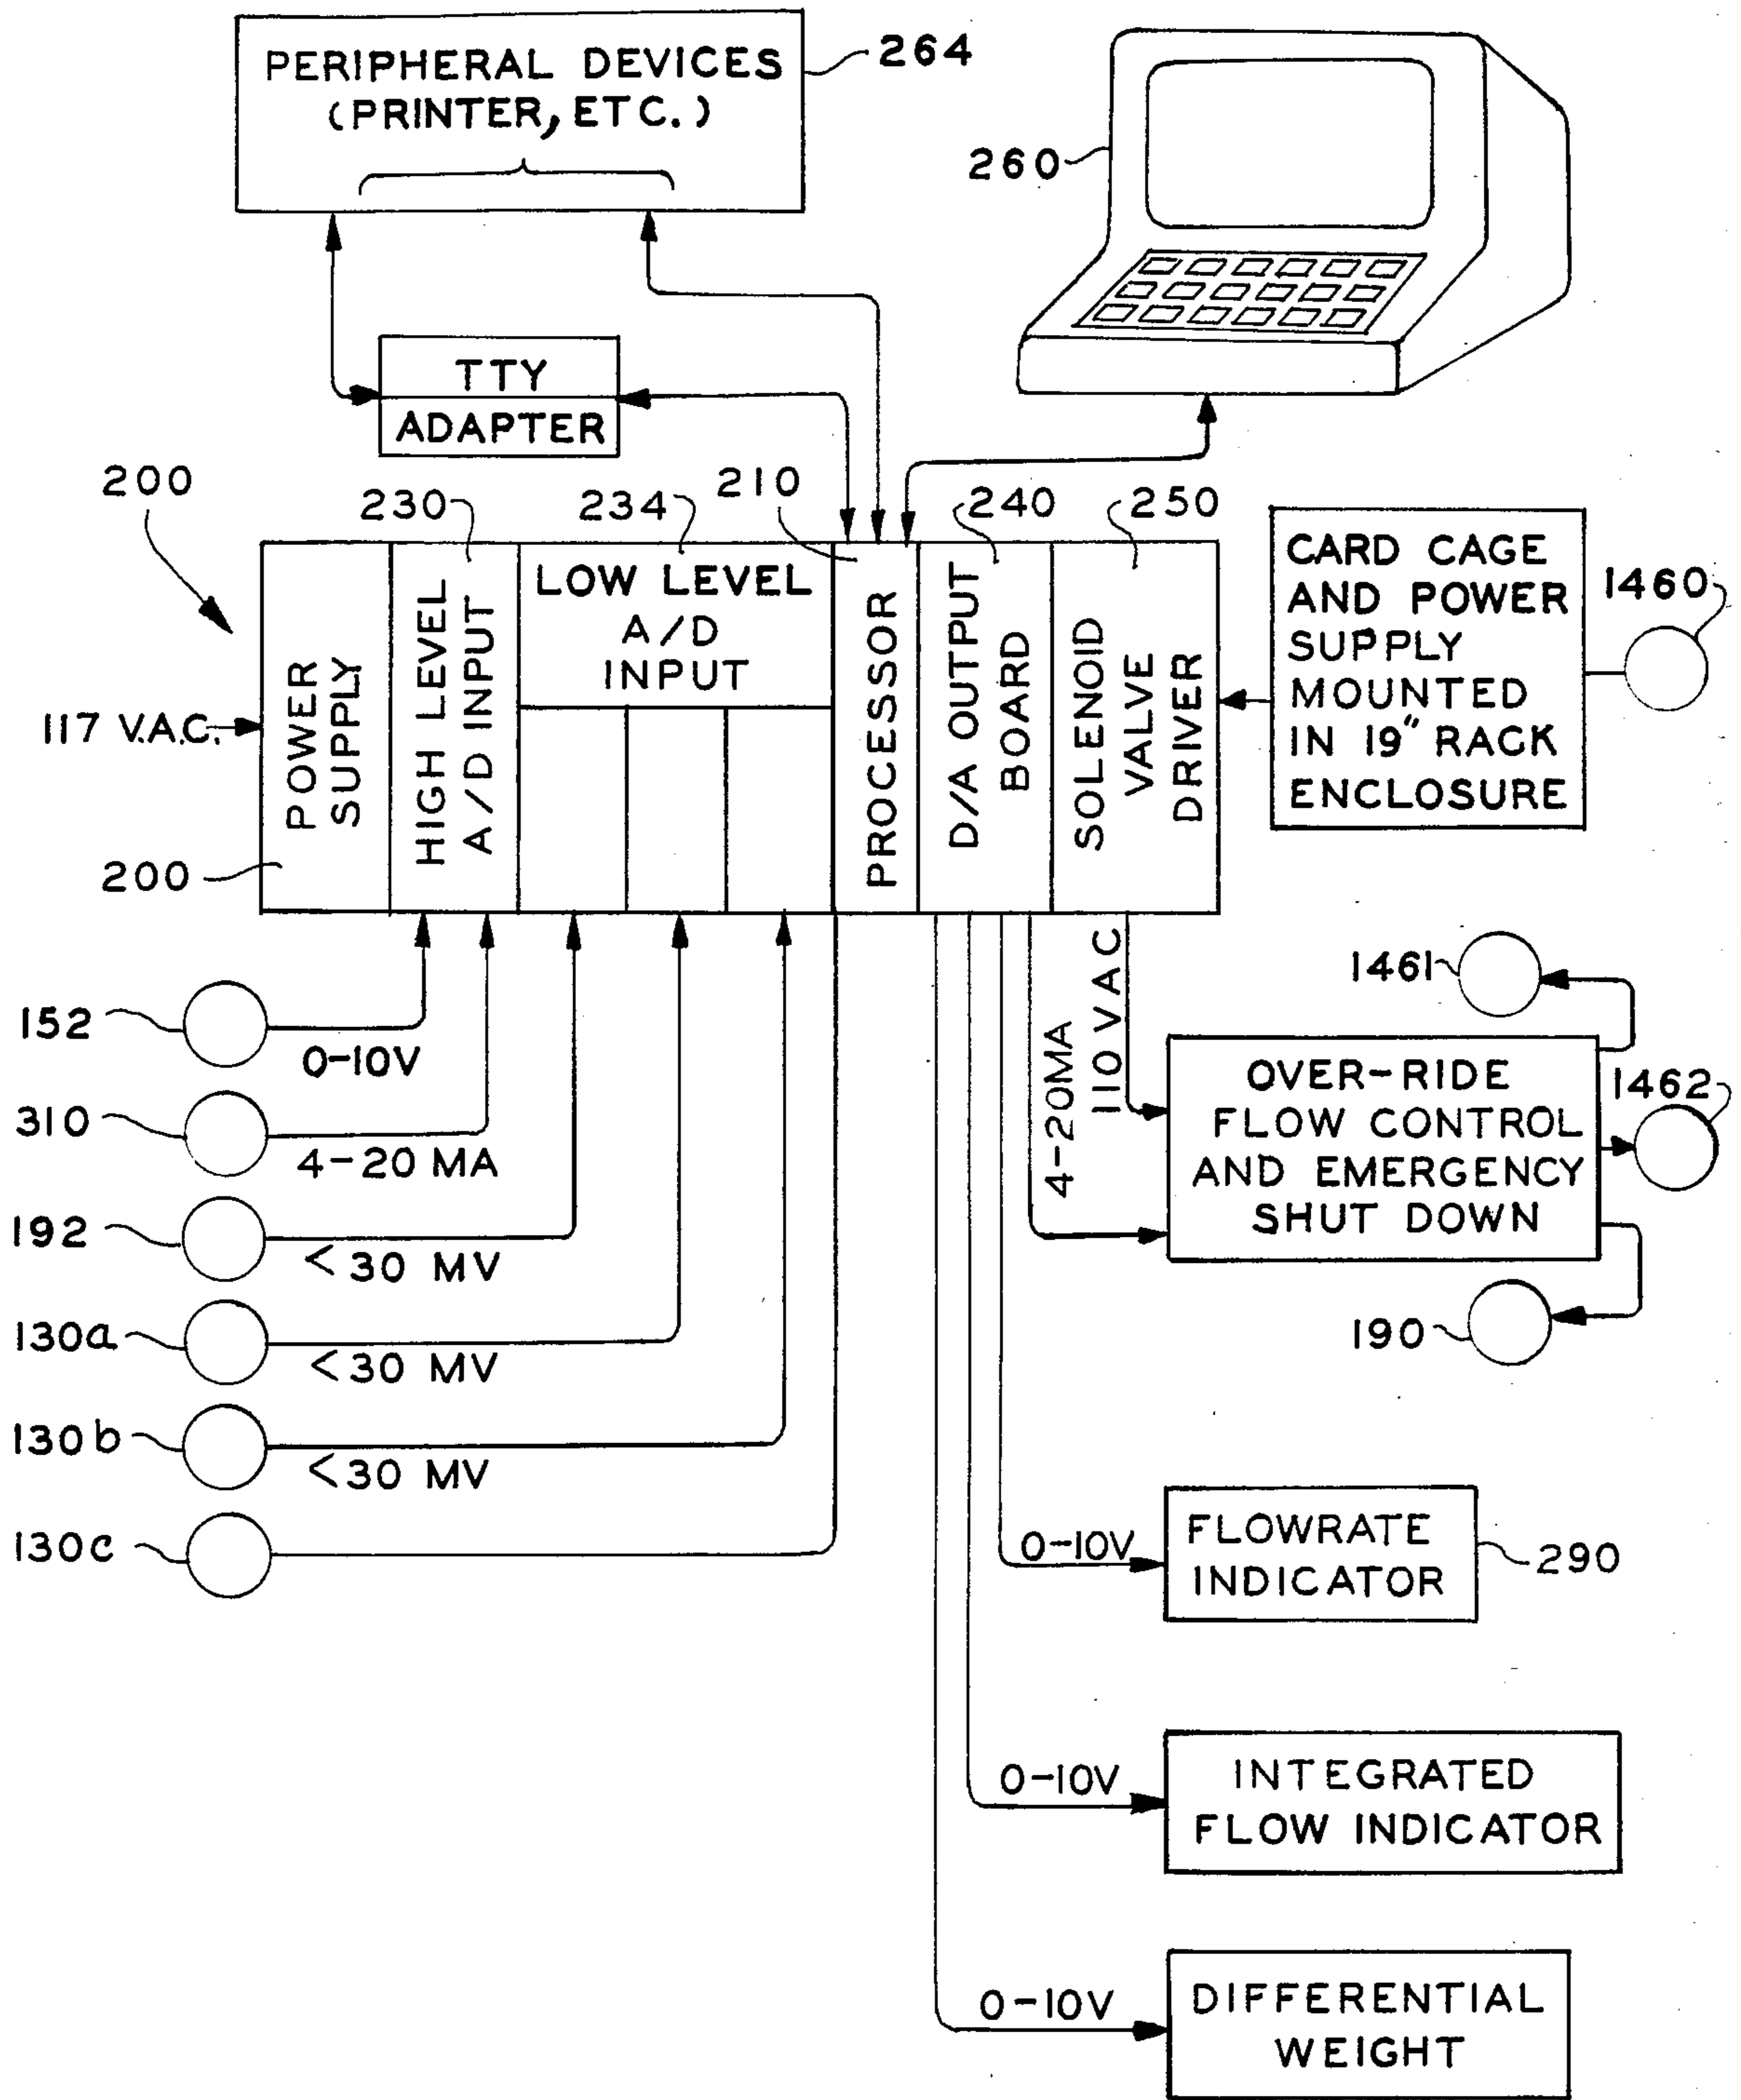 PERIPHERAL DEVICES
(PRINTER, ETC.)
264
260
TTY
ADAPTER
200
230
234
210
240
250
117 V.A.C.
POWER
SUPPLY
200
HIGH LEVEL
A/D INPUT
LOW LEVEL
A/D
INPUT
PROCESSOR
D/A OUTPUT
BOARD
SOLENOID
VALVE
DRIVER
CARD CAGE
AND POWER
SUPPLY
MOUNTED
IN 19" RACK
ENCLOSURE
1460
152
0-10V
310
4-20 MA
192
<30 MV
130a
<30 MV
130b
<30 MV
130c
4-20MA
110 VAC
OVER-RIDE
FLOW CONTROL
AND EMERGENCY
SHUT DOWN
1461
1462
190
0-10V
FLOWRATE
INDICATOR
290
0-10V
INTEGRATED
FLOW INDICATOR
0-10V
DIFFERENTIAL
WEIGHT